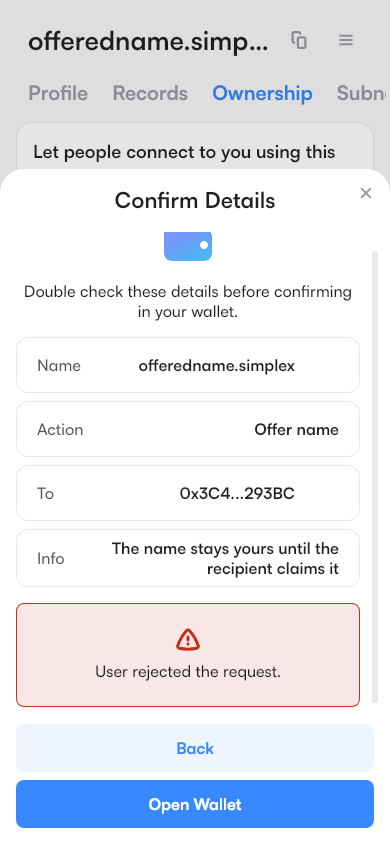 offeredname.simp...
Profile Records Ownership Subn
Let people connect to you using this
Confirm Details
Double check these details before confirming
in your wallet.
Name offeredname.simplex
Action Offer name
To 0x3C4...293BC
Info The name stays yours until the
recipient claims it
User rejected the request.
Back
Open Wallet